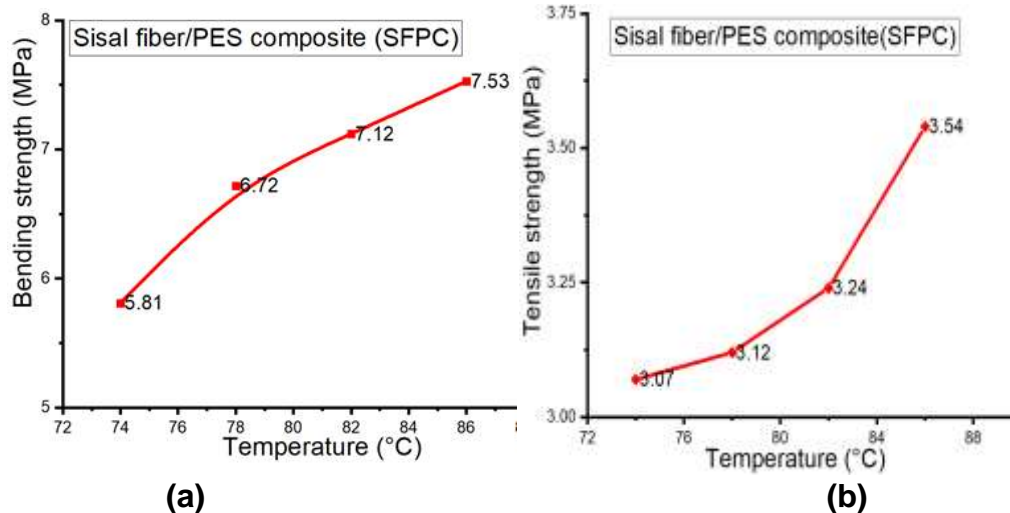 8
Sisal fiber/PES composite (SFPC)
7.53
7.12
7
6.72
6
5.81
5
72 74 76 78 80 82 84 86
Bending strength (MPa)
Temperature (°C)
(a)
3.75
Sisal fiber/PES composite(SFPC)
3.54
3.50
3.25
3.24
3.12
3.07
3.00
72 76 80 84 88
Tensile strength (MPa)
Temperature (°C)
(b)